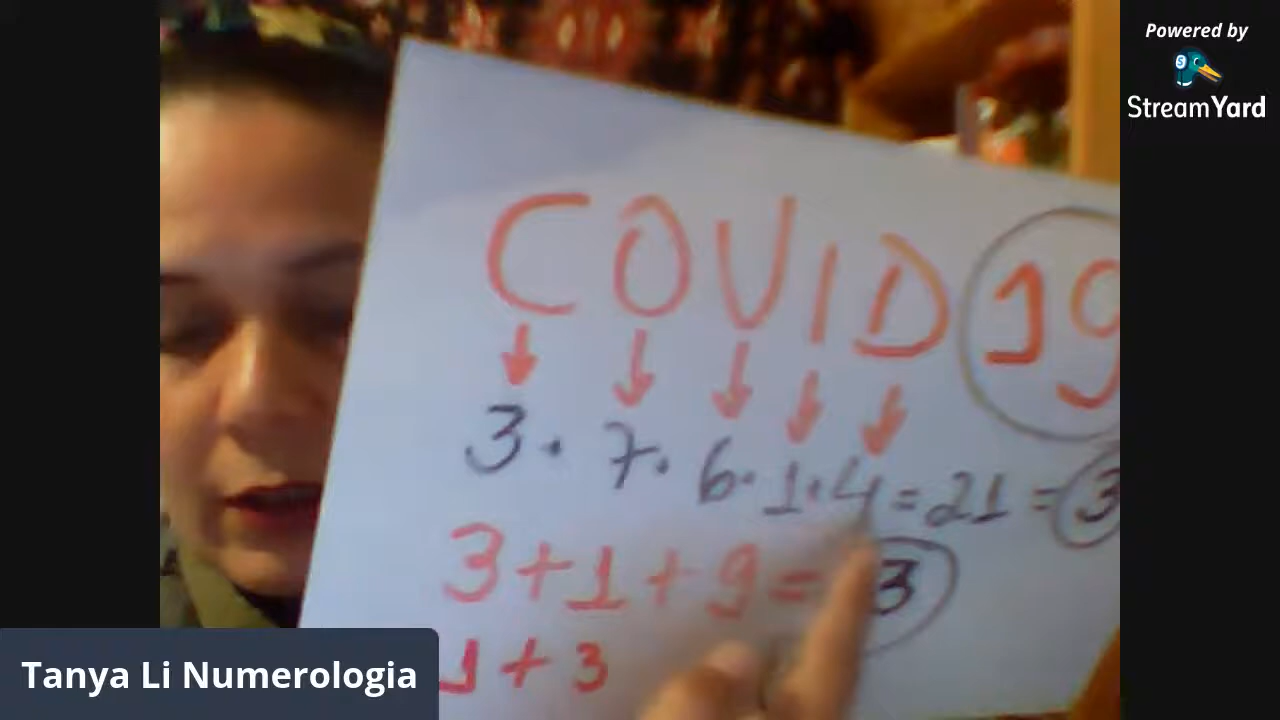 Powered by
StreamYard
COVID 19
3 · 7 · 6 · 1 · 4 = 21 = 3
3 + 1 + 9 = 3
1 + 3
Tanya Li Numerologia